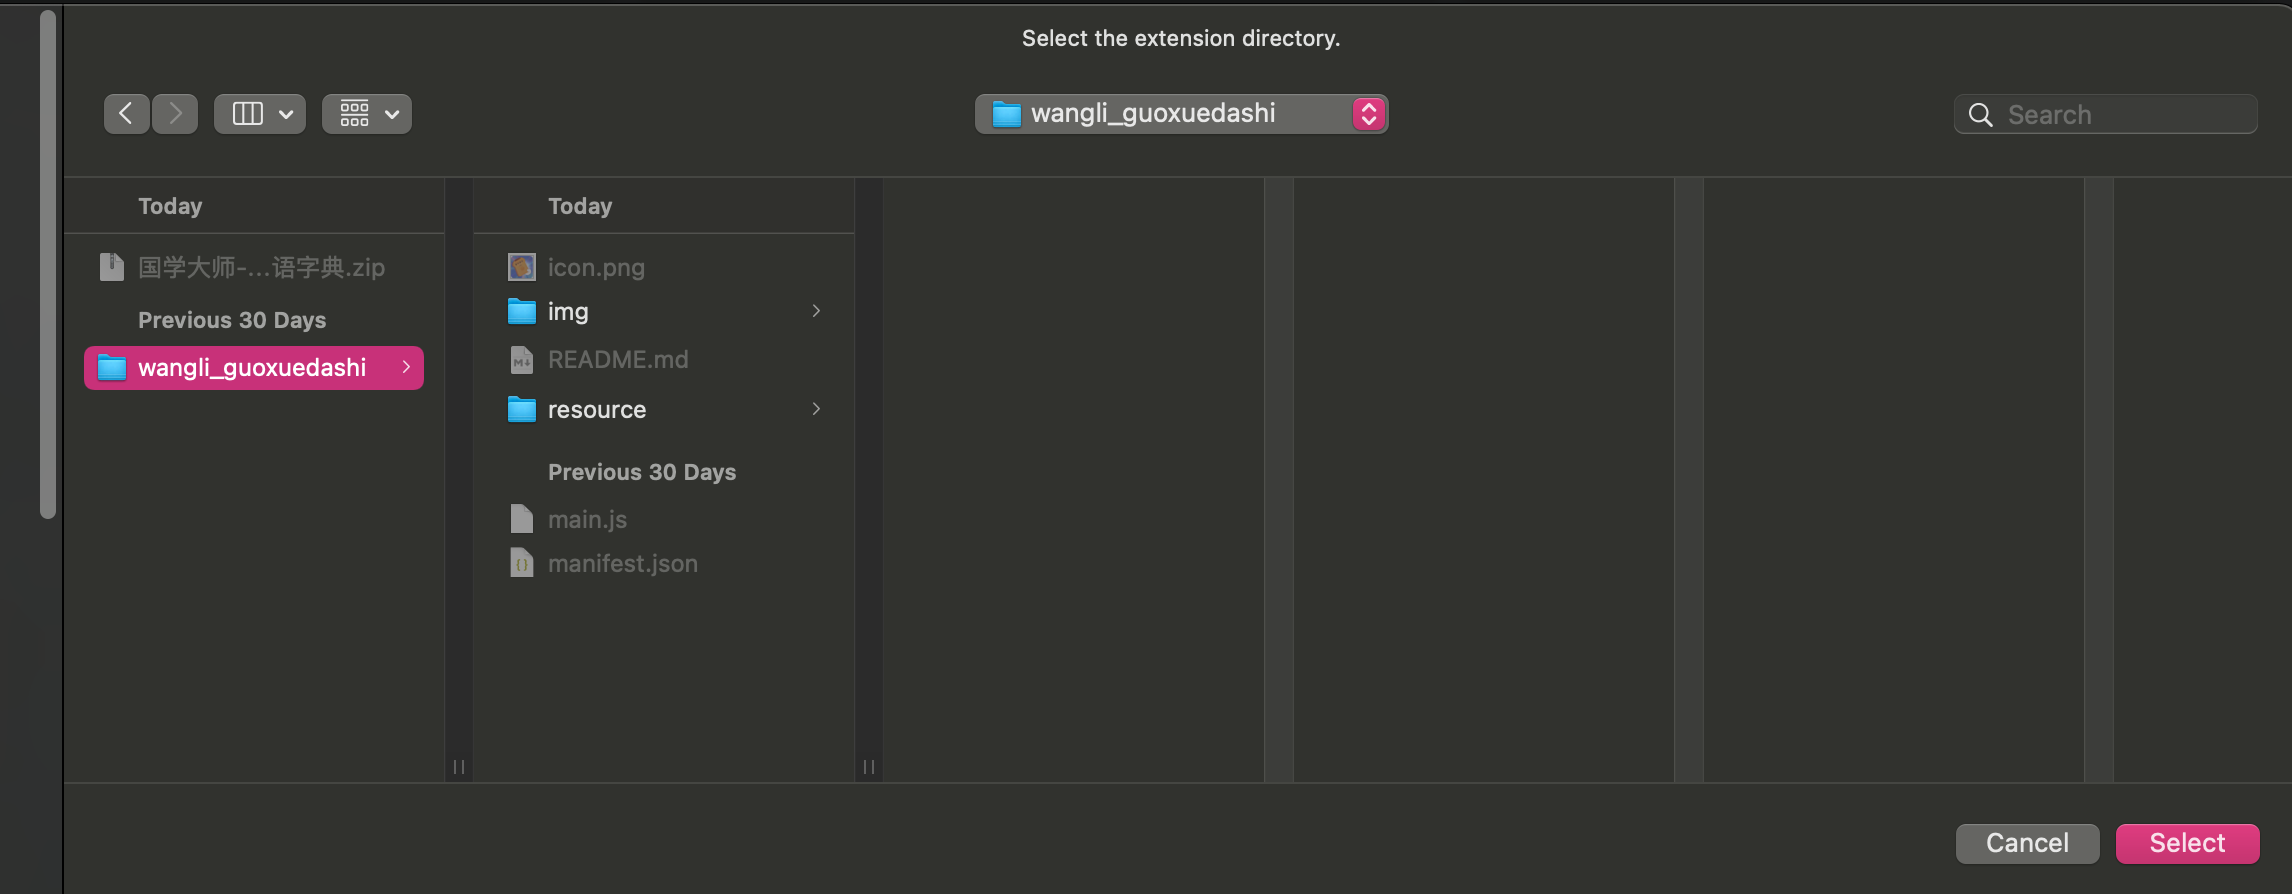 Select the extension directory.
wangli_guoxuedashi
Search
Today
国学大师-...语字典.zip
Previous 30 Days
wangli_guoxuedashi
Today
icon.png
img
README.md
resource
Previous 30 Days
main.js
manifest.json
Cancel
Select